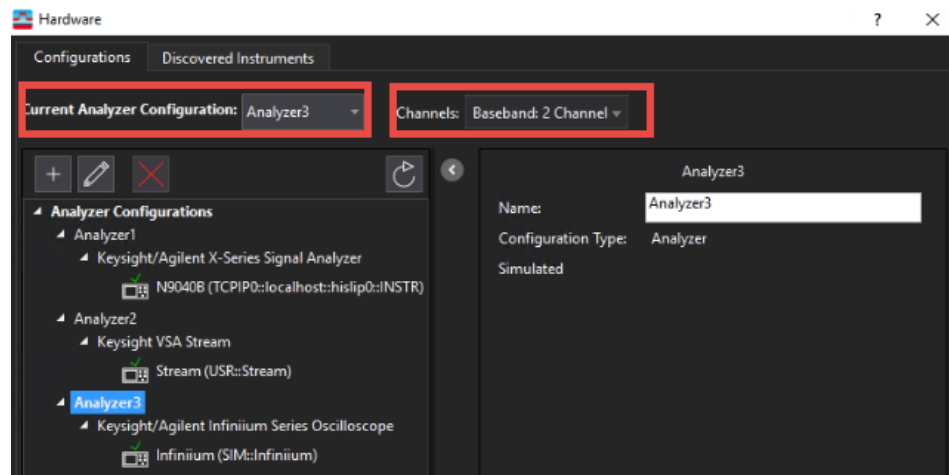 Hardware
?
Configurations
Discovered Instruments
Current Analyzer Configuration: Analyzer3
Channels: Baseband: 2 Channel
Analyzer Configurations
Analyzer1
Keysight/Agilent X-Series Signal Analyzer
N9040B (TCPIP0::localhost::hislip0::INSTR)
Analyzer2
Keysight VSA Stream
Stream (USR::Stream)
Analyzer3
Keysight/Agilent Infiniium Series Oscilloscope
Infiniium (SIM::Infiniium)
Analyzer3
Name: Analyzer3
Configuration Type: Analyzer
Simulated